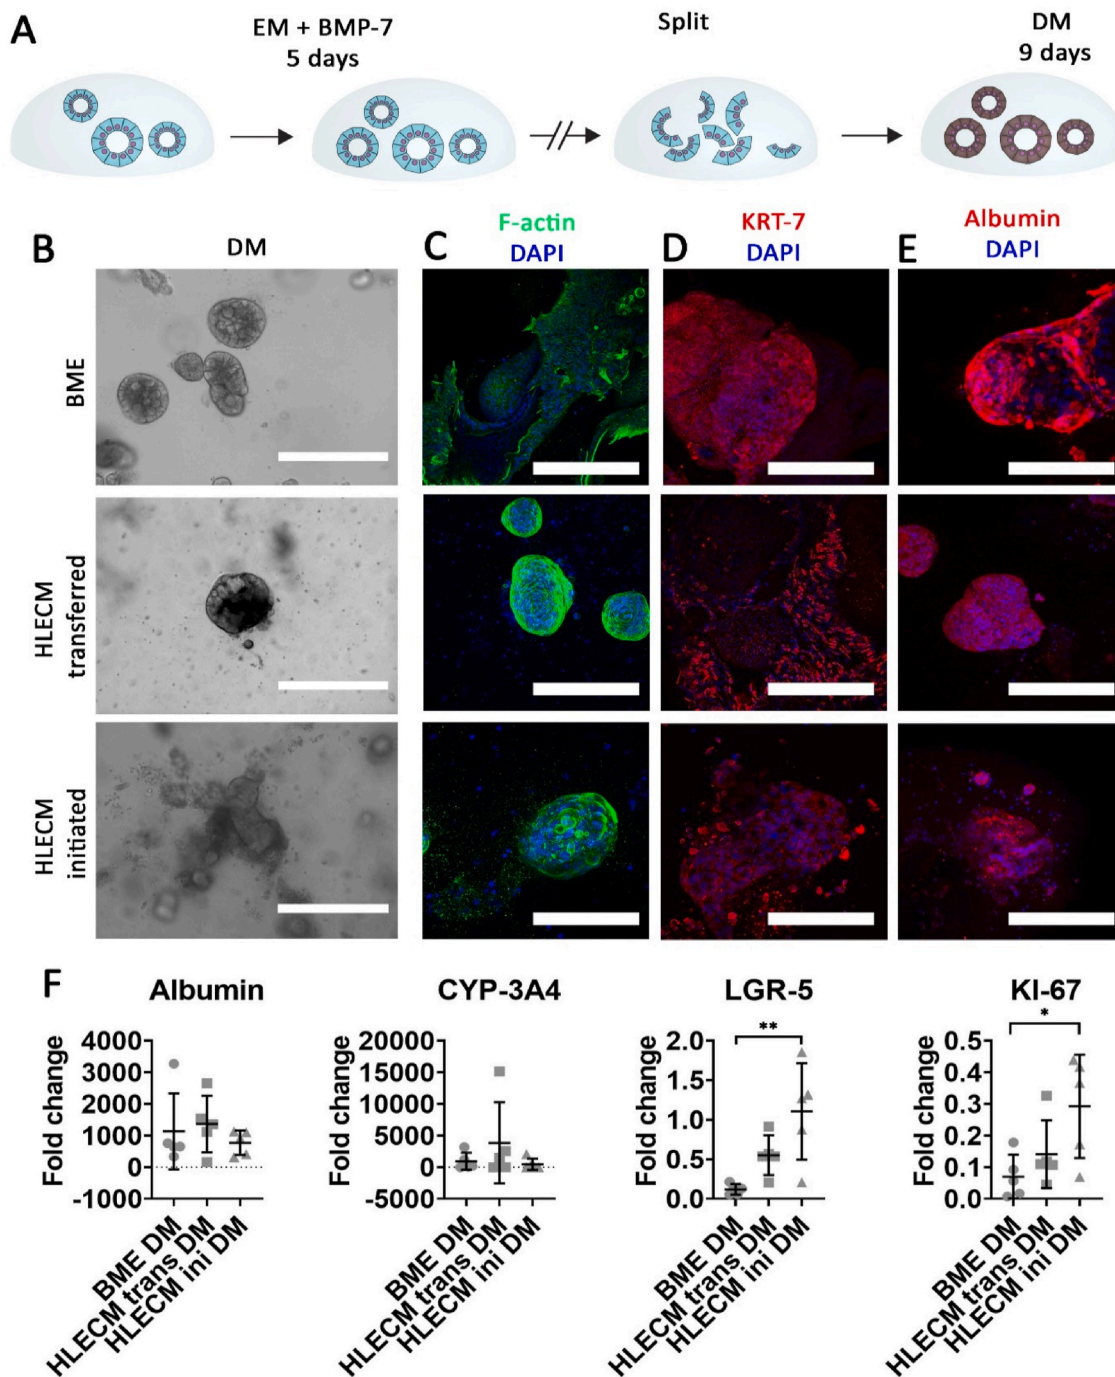 A
EM + BMP-7
5 days
Split
DM
9 days
B
DM
C
F-actin
DAPI
D
KRT-7
DAPI
E
Albumin
DAPI
BME
HLECM
transferred
HLECM
initiated
F
Albumin
Fold change
4000
3000
2000
1000
0
-1000
BME DM
HLECM trans DM
HLECM ini DM
CYP-3A4
Fold change
20000
15000
10000
5000
0
-5000
BME DM
HLECM trans DM
HLECM ini DM
LGR-5
**
Fold change
2.0
1.5
1.0
0.5
0.0
BME DM
HLECM trans DM
HLECM ini DM
KI-67
*
Fold change
0.5
0.4
0.3
0.2
0.1
0.0
BME DM
HLECM trans DM
HLECM ini DM